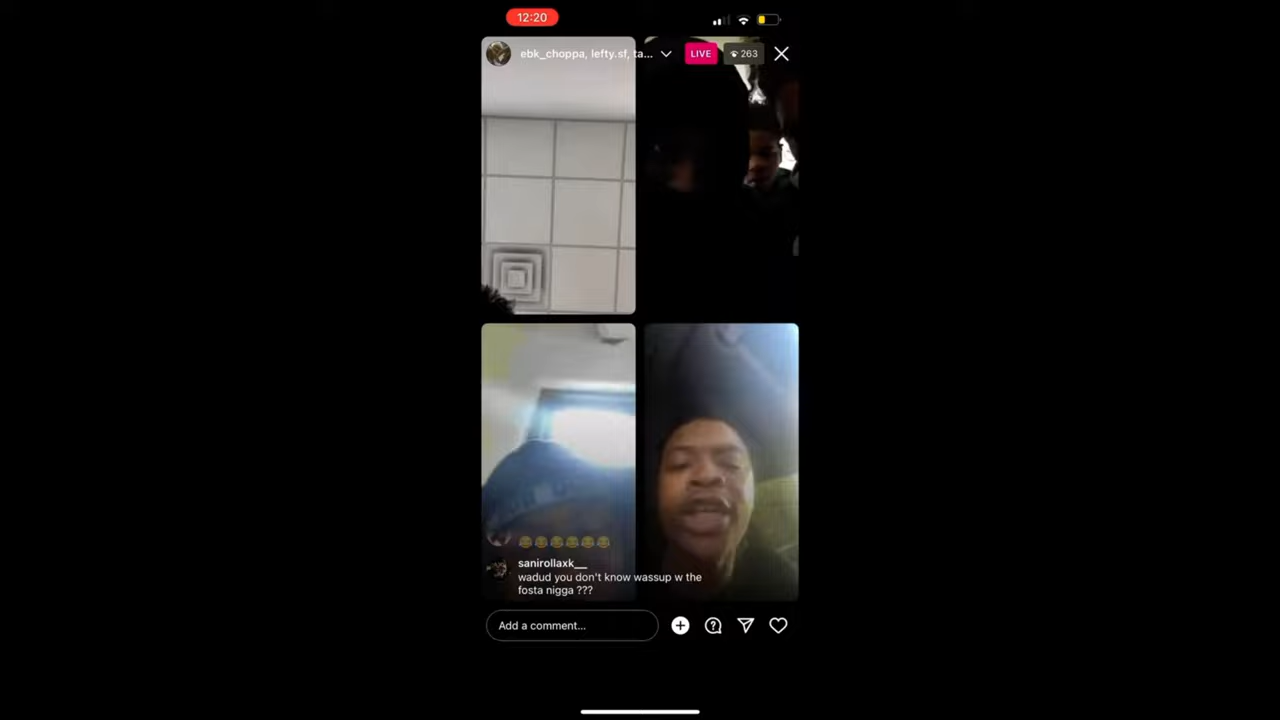 12:20
ebk_choppa, lefty.sf, ta...
LIVE
263
sanirollaxk__
wadud you don't know wassup w the
fosta nigga ???
Add a comment...